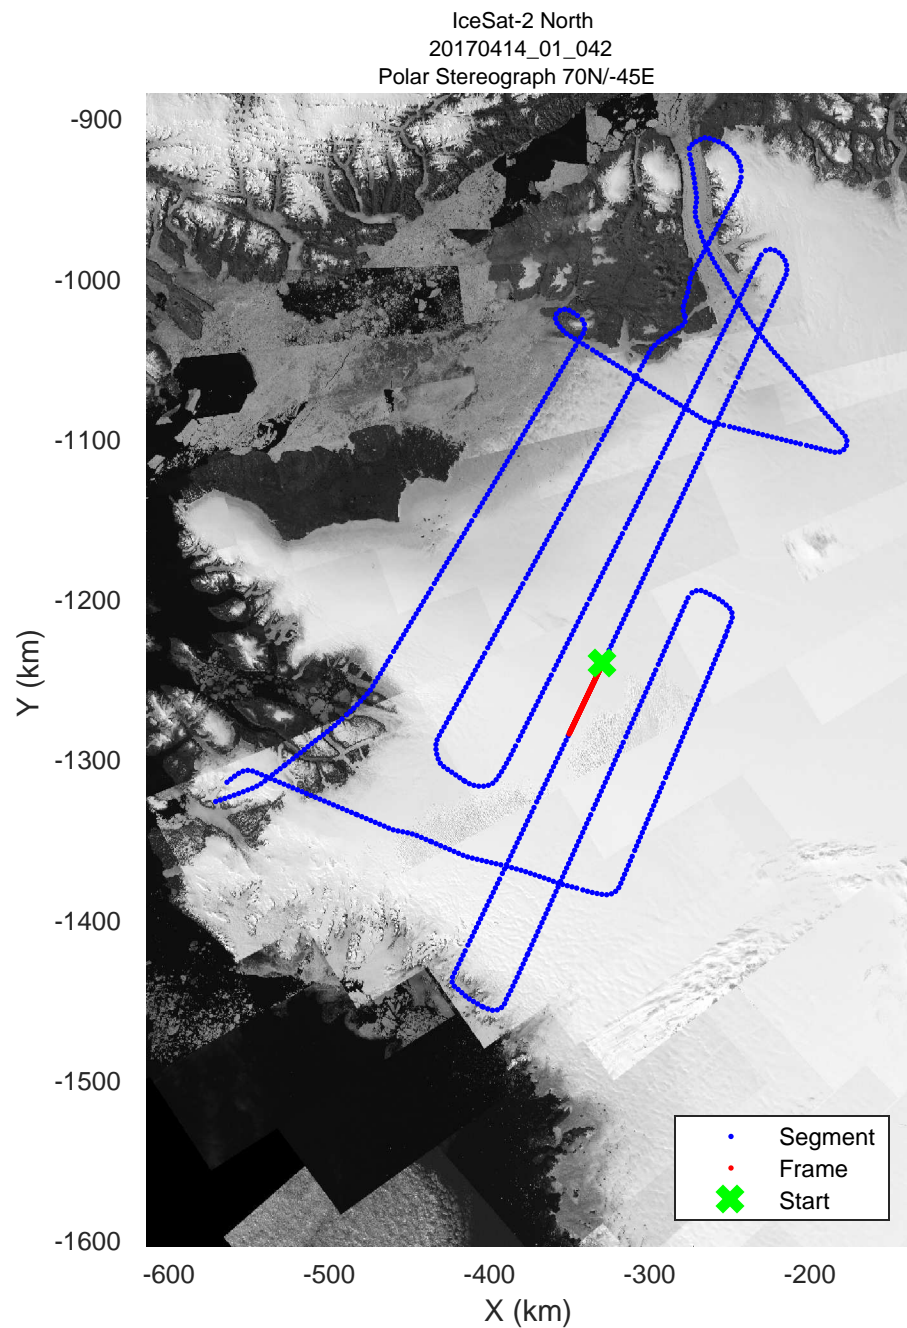 IceSat-2 North
20170414_01_042
Polar Stereograph 70N/-45E
-900
-1000
-1100
-1200
-1300
-1400
-1500
-1600
Y (km)
-600 -500 -400 -300 -200
X (km)
Segment
Frame
Start